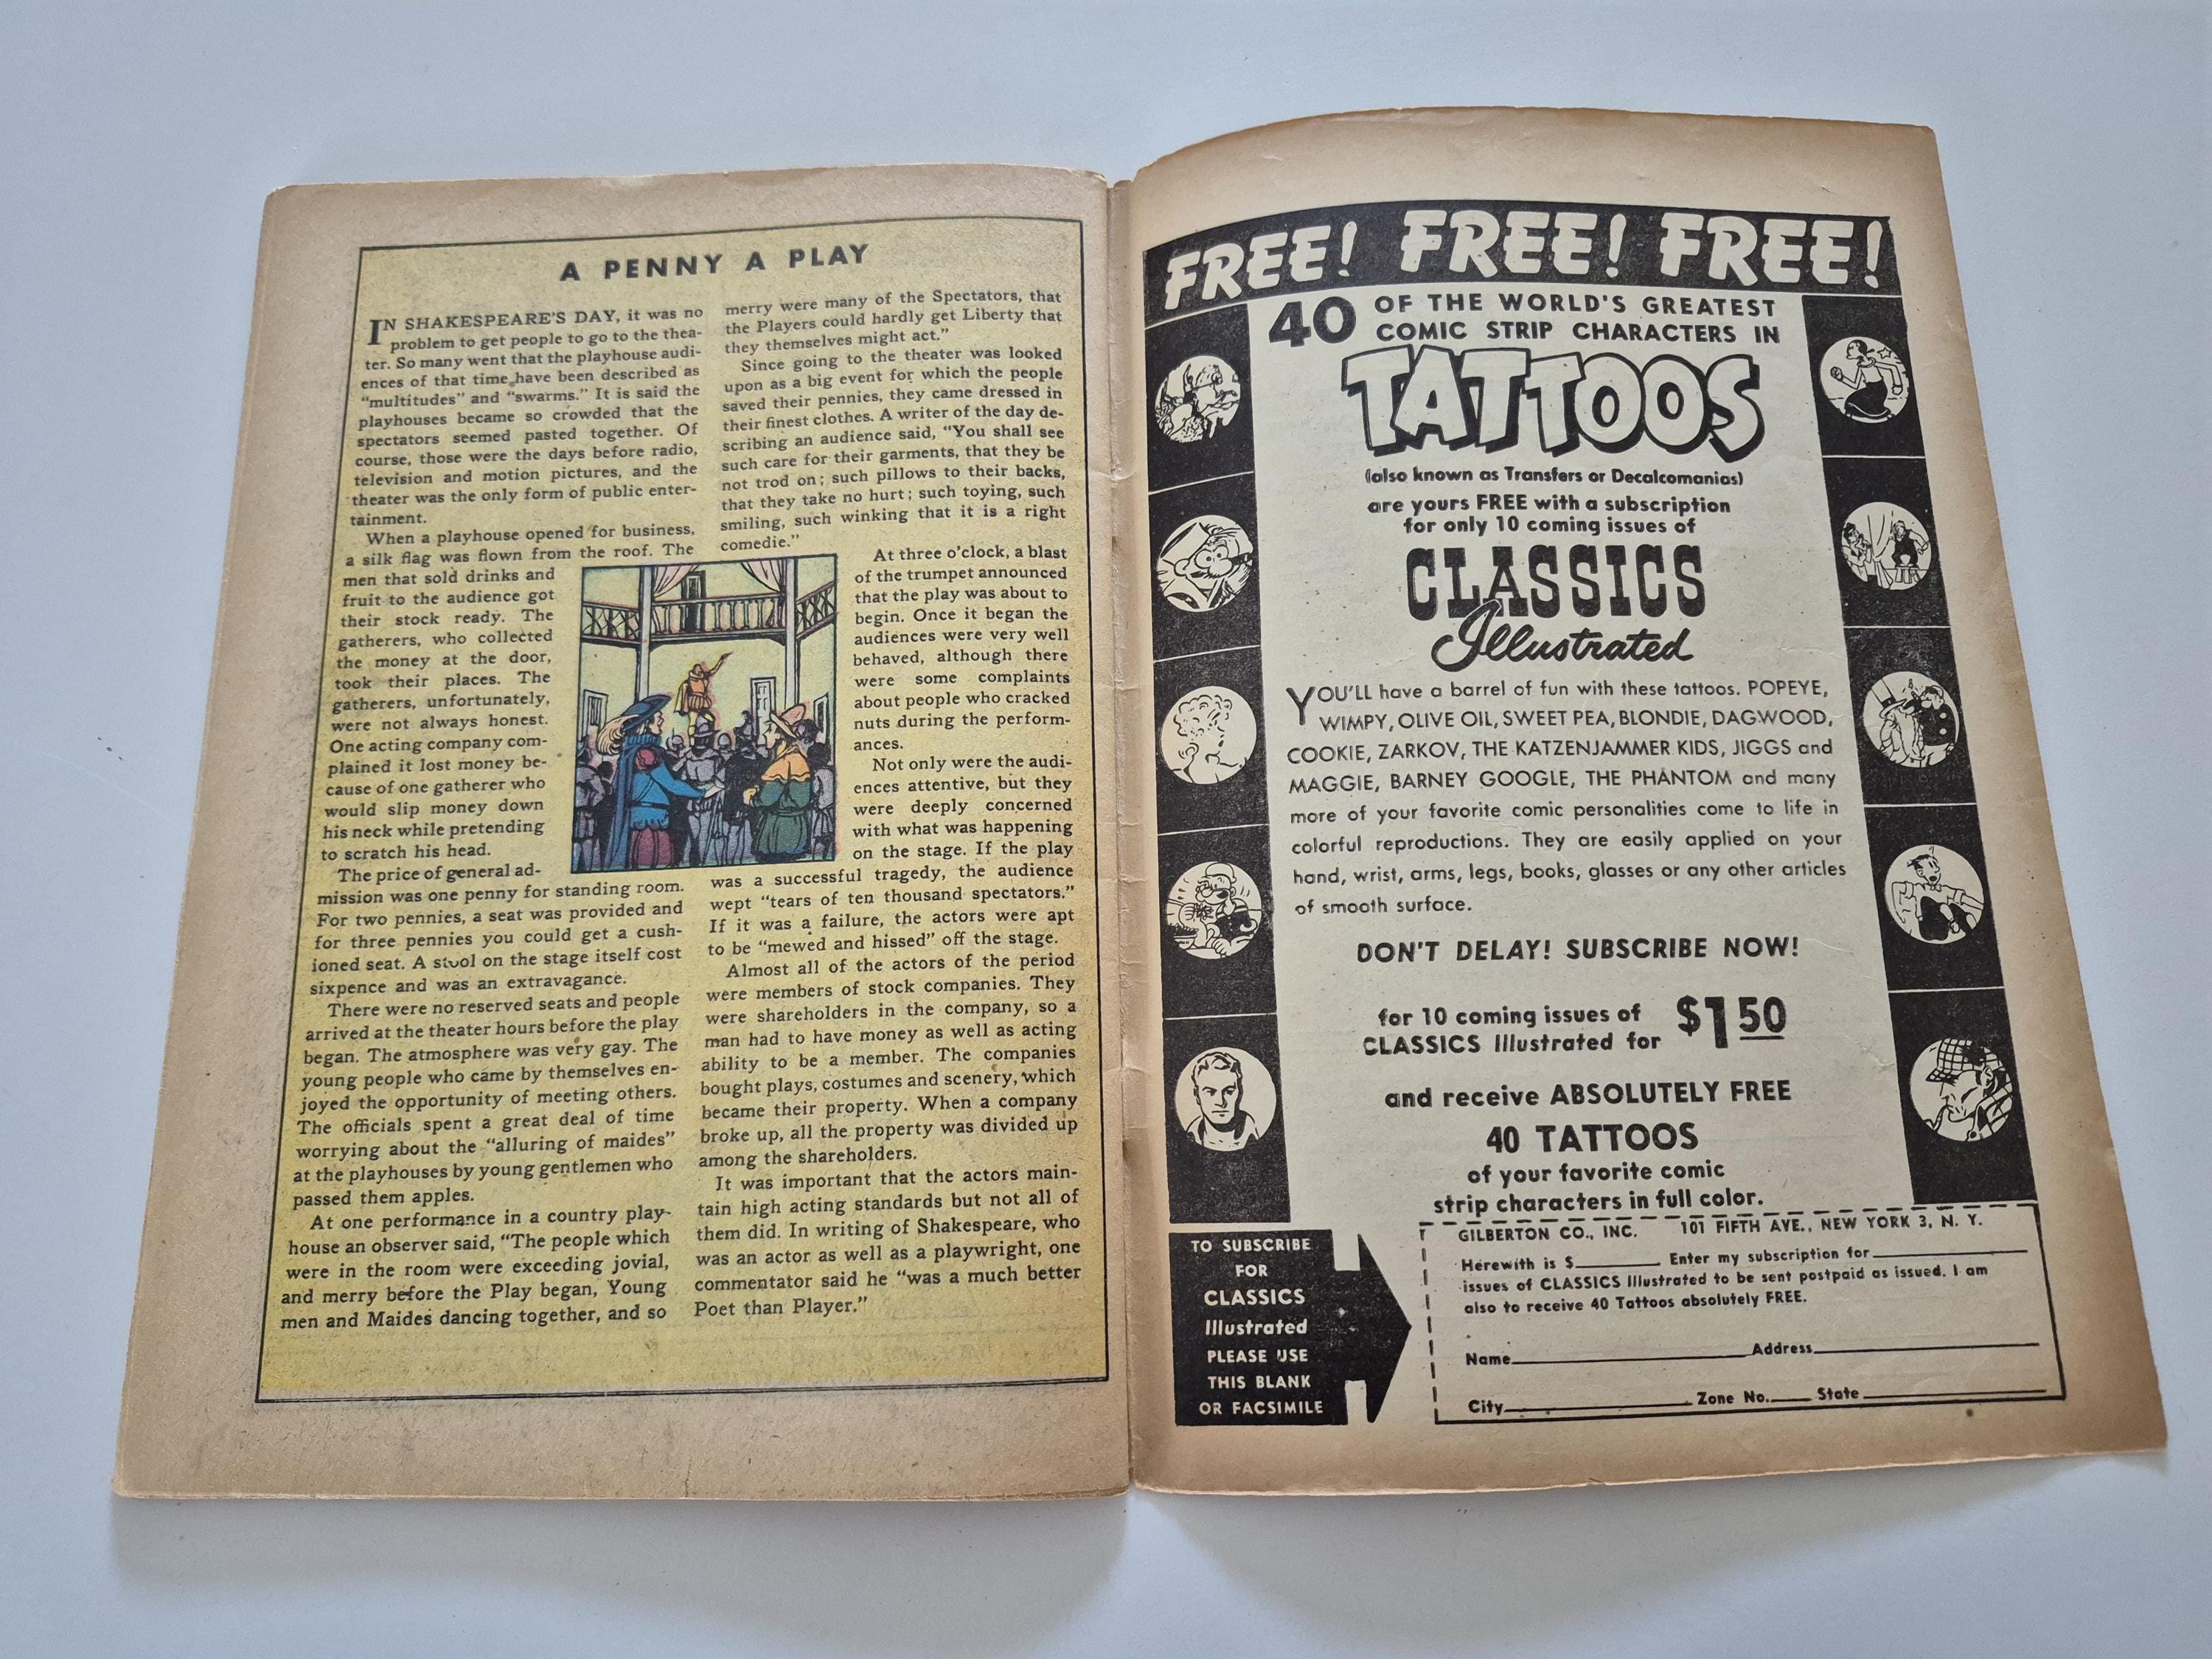 A PENNY A PLAY
IN SHAKESPEARE'S DAY, it was no
problem to get people to go to the thea-
ter. So many went that the playhouse audi-
ences of that time have been described as
"multitudes" and "swarms." It is said the
playhouses became so crowded that the
spectators seemed pasted together. Of
course, those were the days before radio,
television and motion pictures, and the
theater was the only form of public enter-
tainment.
When a playhouse opened for business,
a silk flag was flown from the roof. The
men that sold drinks and
fruit to the audience got
their stock ready. The
gatherers, who collected
the money at the door,
took their places. The
gatherers, unfortunately,
were not always honest.
One acting company com-
plained it lost money be-
cause of one gatherer who
would slip money down
his neck while pretending
to scratch his head.
The price of general ad-
mission was one penny for standing room.
For two pennies, a seat was provided and
for three pennies you could get a cush-
ioned seat. A stool on the stage itself cost
sixpence and was an extravagance.
There were no reserved seats and people
arrived at the theater hours before the play
began. The atmosphere was very gay. The
young people who came by themselves en-
joyed the opportunity of meeting others.
The officials spent a great deal of time
worrying about the "alluring of maides"
at the playhouses by young gentlemen who
passed them apples.
At one performance in a country play-
house an observer said, "The people which
were in the room were exceeding jovial,
and merry before the Play began, Young
men and Maides dancing together, and so
merry were many of the Spectators, that
the Players could hardly get Liberty that
they themselves might act."
Since going to the theater was looked
upon as a big event for which the people
saved their pennies, they came dressed in
their finest clothes. A writer of the day de-
scribing an audience said, "You shall see
such care for their garments, that they be
not trod on; such pillows to their backs,
that they take no hurt; such toying, such
smiling, such winking that it is a right
comedie."
At three o'clock, a blast
of the trumpet announced
that the play was about to
begin. Once it began the
audiences were very well
behaved, although there
were some complaints
about people who cracked
nuts during the perform-
ances.
Not only were the audi-
ences attentive, but they
were deeply concerned
with what was happening
on the stage. If the play
was a successful tragedy, the audience
wept "tears of ten thousand spectators."
If it was a failure, the actors were apt
to be "mewed and hissed" off the stage.
Almost all of the actors of the period
were members of stock companies. They
were shareholders in the company, so a
man had to have money as well as acting
ability to be a member. The companies
bought plays, costumes and scenery, which
became their property. When a company
broke up, all the property was divided up
among the shareholders.
It was important that the actors main-
tain high acting standards but not all of
them did. In writing of Shakespeare, who
was an actor as well as a playwright, one
commentator said he "was a much better
Poet than Player."
FREE! FREE! FREE!
40 OF THE WORLD'S GREATEST
COMIC STRIP CHARACTERS IN
TATTOOS
(also known as Transfers or Decalcomanias)
are yours FREE with a subscription
for only 10 coming issues of
CLASSICS
Illustrated
YOU'LL have a barrel of fun with these tattoos. POPEYE,
WIMPY, OLIVE OIL, SWEET PEA, BLONDIE, DAGWOOD,
COOKIE, ZARKOV, THE KATZENJAMMER KIDS, JIGGS and
MAGGIE, BARNEY GOOGLE, THE PHANTOM and many
more of your favorite comic personalities come to life in
colorful reproductions. They are easily applied on your
hand, wrist, arms, legs, books, glasses or any other articles
of smooth surface.
DON'T DELAY! SUBSCRIBE NOW!
for 10 coming issues of
CLASSICS Illustrated for $1 50
and receive ABSOLUTELY FREE
40 TATTOOS
of your favorite comic
strip characters in full color.
TO SUBSCRIBE
FOR
CLASSICS
Illustrated
PLEASE USE
THIS BLANK
OR FACSIMILE
GILBERTON CO., INC. 101 FIFTH AVE., NEW YORK 3, N. Y.
Herewith is $________ Enter my subscription for________
issues of CLASSICS Illustrated to be sent postpaid as issued. I am
also to receive 40 Tattoos absolutely FREE.
Name________ Address________
City________ Zone No.____ State________